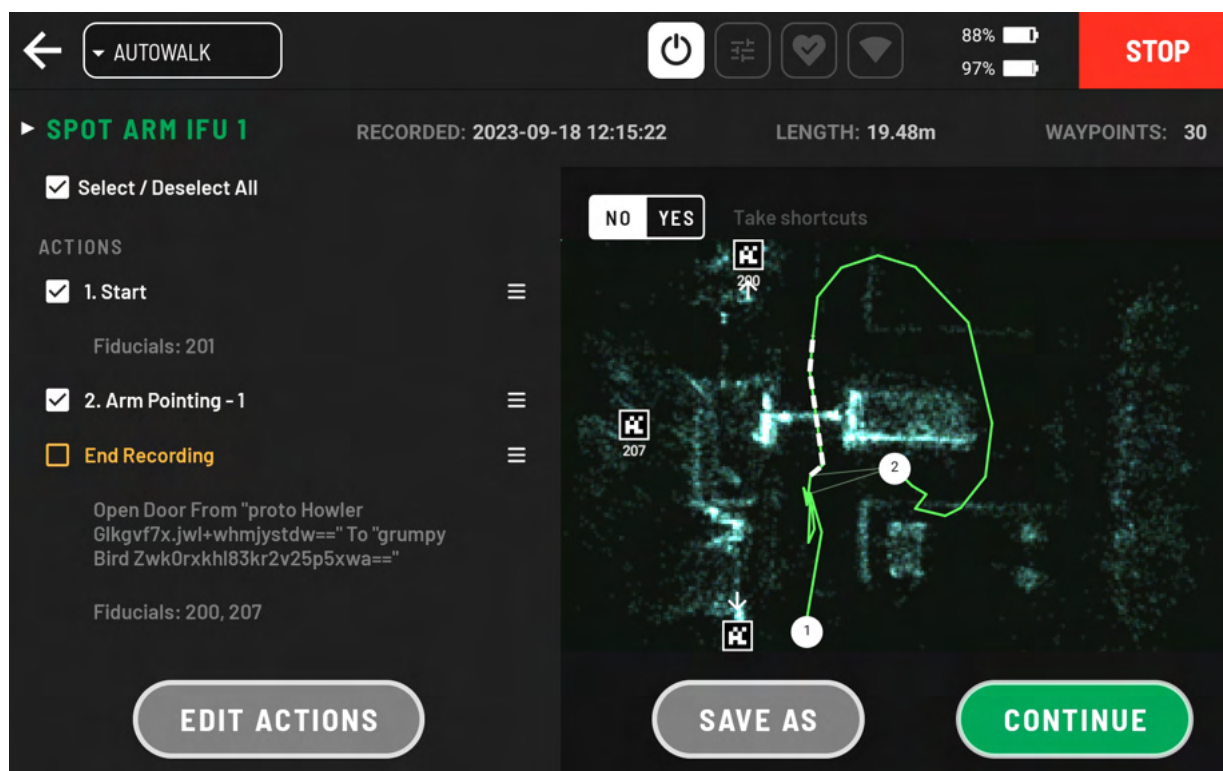 AUTOWALK
88%
97%
STOP
SPOT ARM IFU 1
RECORDED: 2023-09-18 12:15:22
LENGTH: 19.48m
WAYPOINTS: 30
Select / Deselect All
ACTIONS
1. Start
Fiducials: 201
2. Arm Pointing - 1
End Recording
Open Door From "proto Howler
Glkgvf7x.jwl+whmjystdw==" To "grumpy
Bird Zwk0rxkhl83kr2v25p5xwa=="
Fiducials: 200, 207
EDIT ACTIONS
NO YES Take shortcuts
200
207
2
1
SAVE AS
CONTINUE